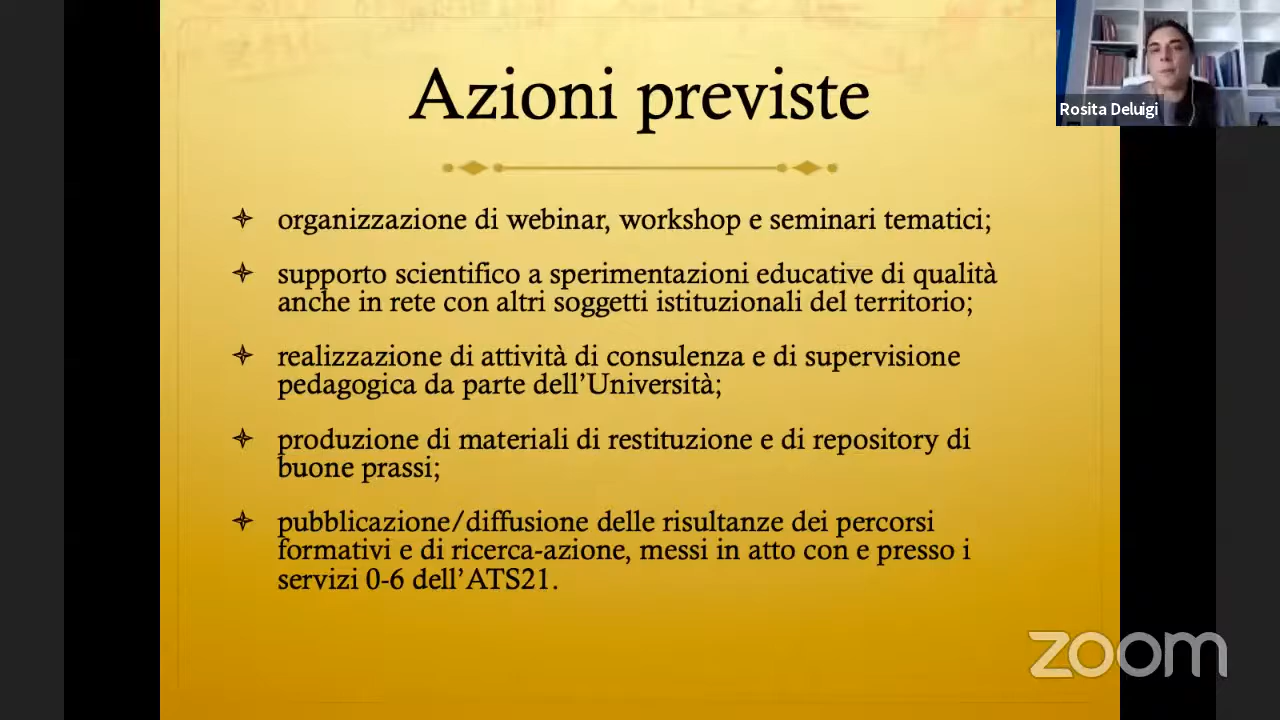 Azioni previste
Rosita Deluigi
organizzazione di webinar, workshop e seminari tematici;
supporto scientifico a sperimentazioni educative di qualità
anche in rete con altri soggetti istituzionali del territorio;
realizzazione di attività di consulenza e di supervisione
pedagogica da parte dell’Università;
produzione di materiali di restituzione e di repository di
buone prassi;
pubblicazione/diffusione delle risultanze dei percorsi
formativi e di ricerca-azione, messi in atto con e presso i
servizi 0-6 dell’ATS21.
zoom